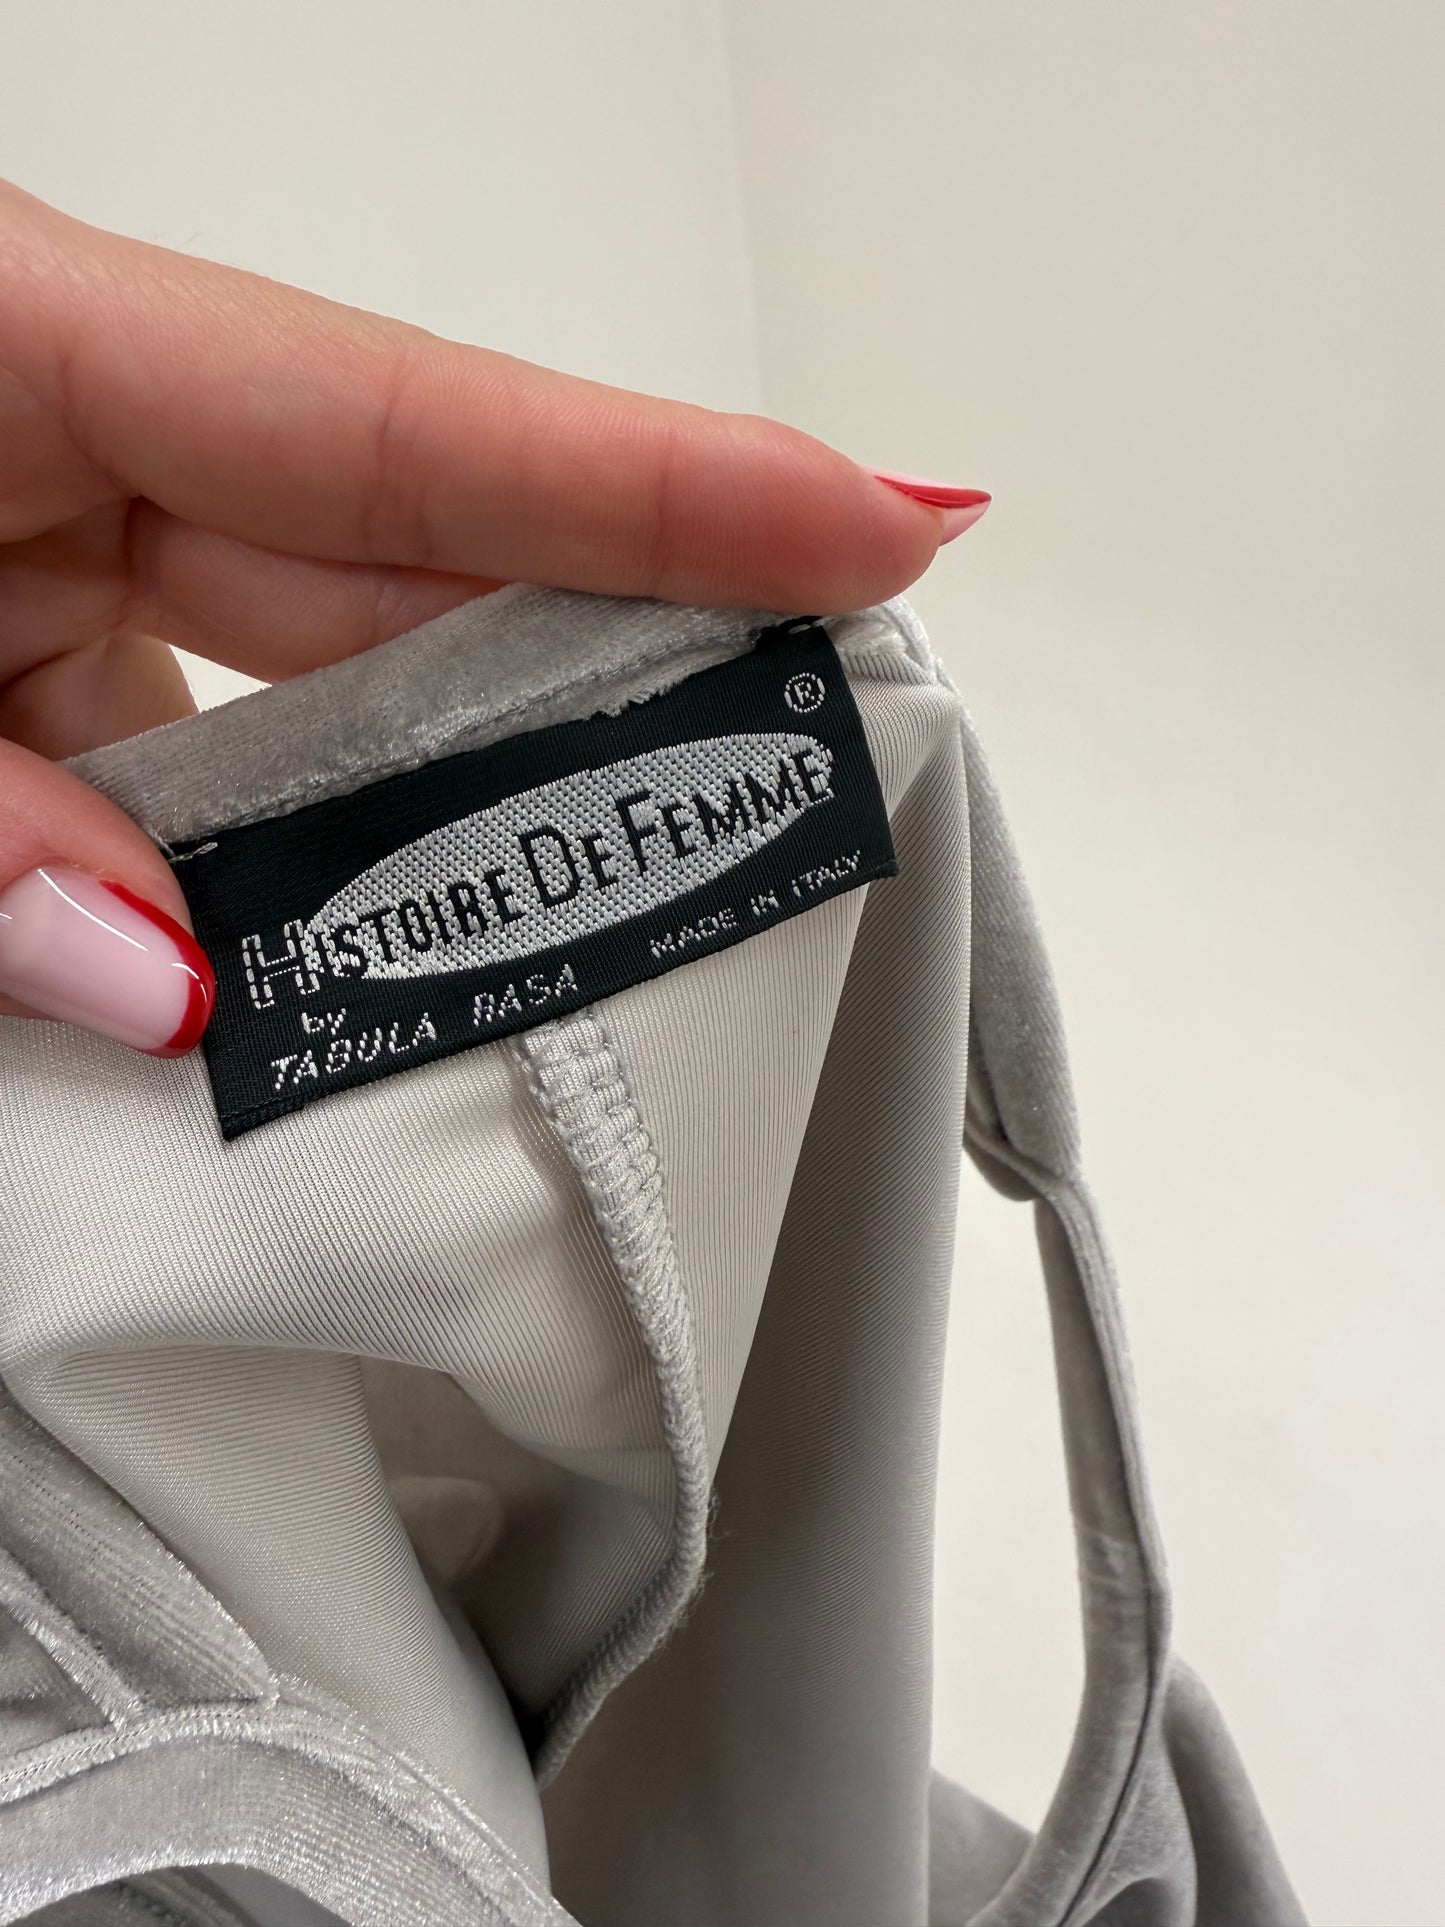 ®
HISTOIRE DE FEMME
by
TABULA RASA MADE IN ITALY